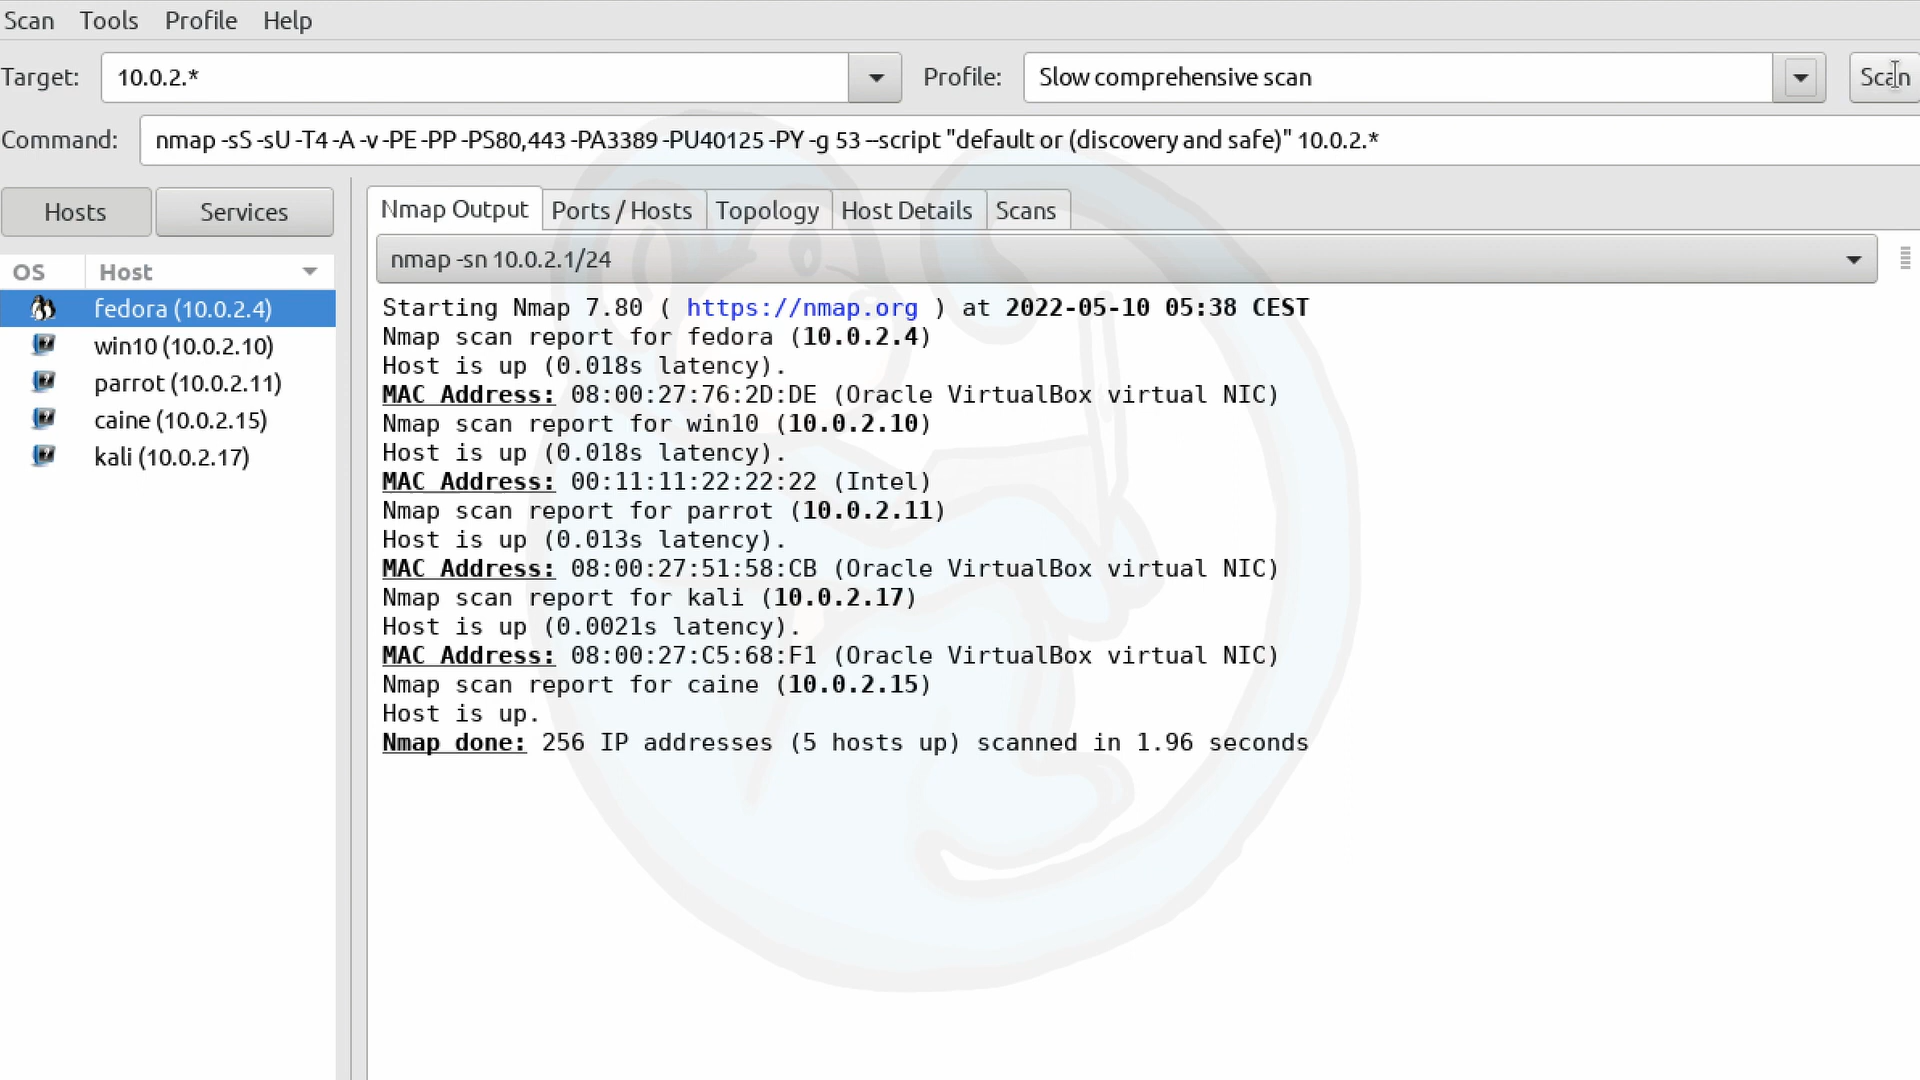 Scan Tools Profile Help
Target: 10.0.2.* Profile: Slow comprehensive scan Scan
Command: nmap -sS -sU -T4 -A -v -PE -PP -PS80,443 -PA3389 -PU40125 -PY -g 53 --script "default or (discovery and safe)" 10.0.2.*
Hosts Services
OS Host
fedora (10.0.2.4)
win10 (10.0.2.10)
parrot (10.0.2.11)
caine (10.0.2.15)
kali (10.0.2.17)
Nmap Output Ports / Hosts Topology Host Details Scans
nmap -sn 10.0.2.1/24
Starting Nmap 7.80 ( https://nmap.org ) at 2022-05-10 05:38 CEST
Nmap scan report for fedora (10.0.2.4)
Host is up (0.018s latency).
MAC Address: 08:00:27:76:2D:DE (Oracle VirtualBox virtual NIC)
Nmap scan report for win10 (10.0.2.10)
Host is up (0.018s latency).
MAC Address: 00:11:11:22:22:22 (Intel)
Nmap scan report for parrot (10.0.2.11)
Host is up (0.013s latency).
MAC Address: 08:00:27:51:58:CB (Oracle VirtualBox virtual NIC)
Nmap scan report for kali (10.0.2.17)
Host is up (0.0021s latency).
MAC Address: 08:00:27:C5:68:F1 (Oracle VirtualBox virtual NIC)
Nmap scan report for caine (10.0.2.15)
Host is up.
Nmap done: 256 IP addresses (5 hosts up) scanned in 1.96 seconds